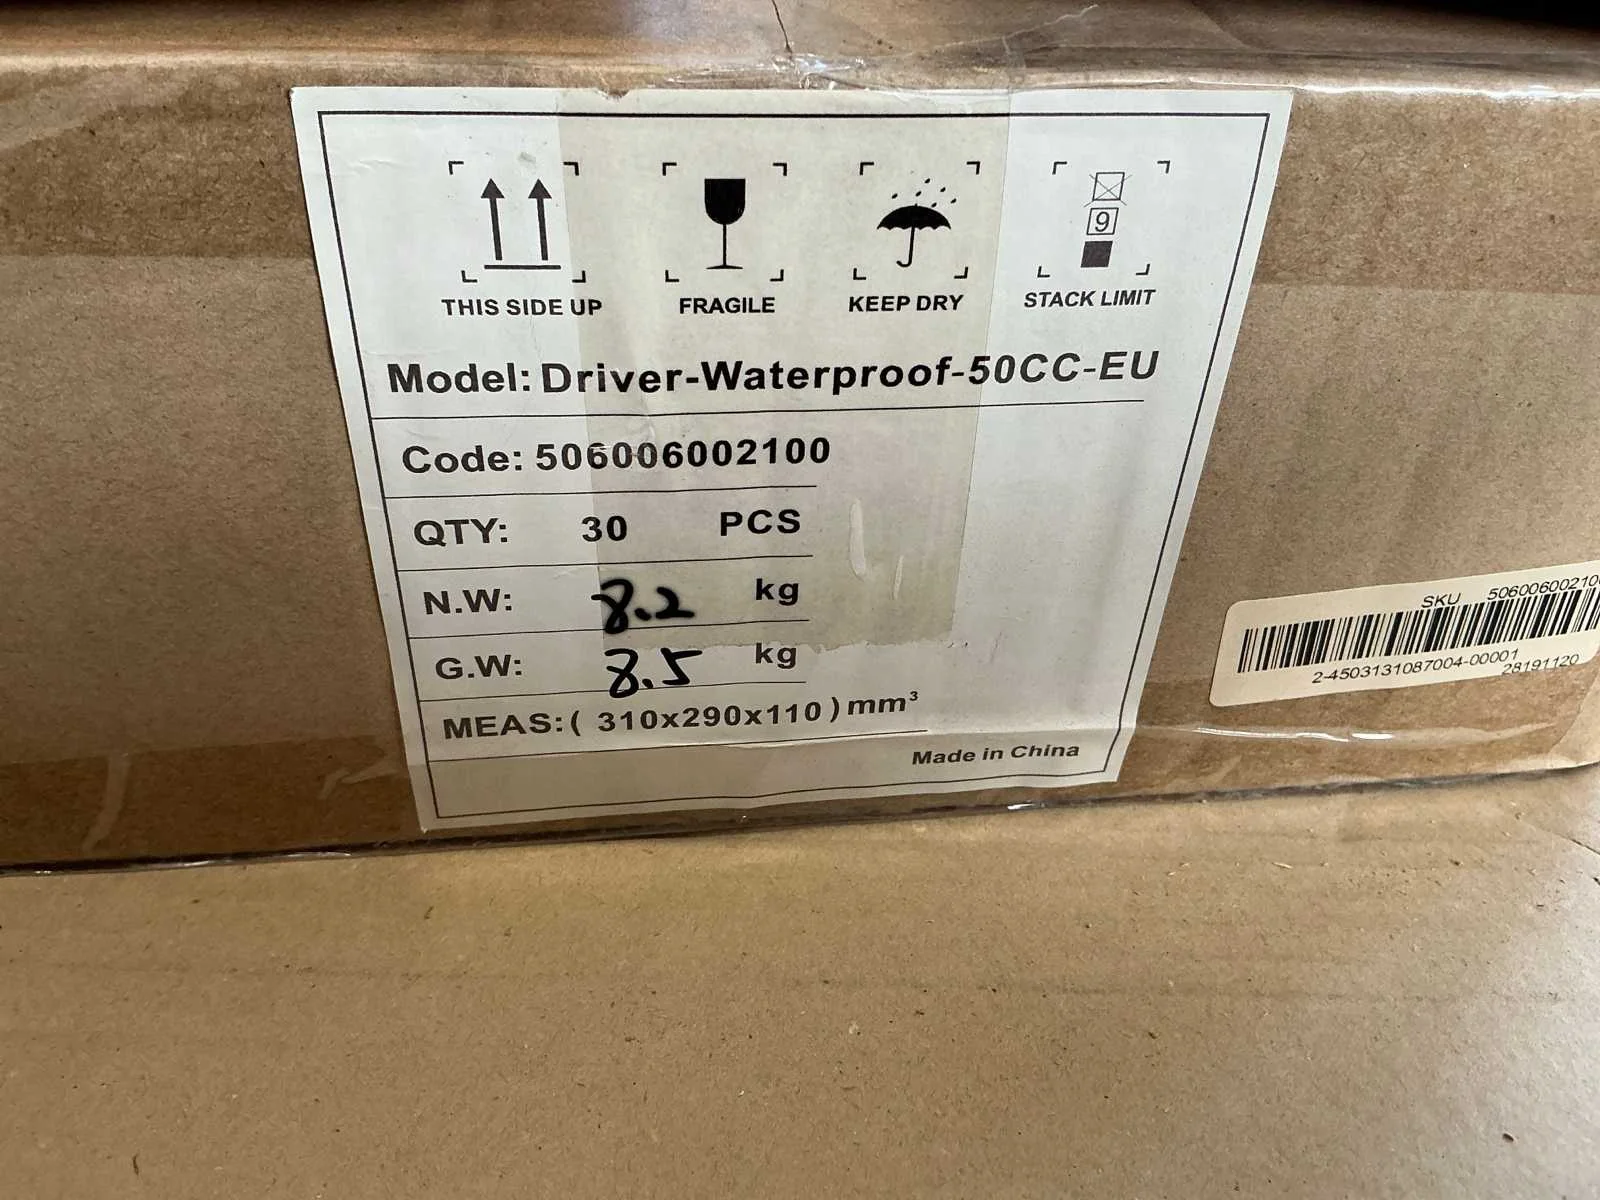 THIS SIDE UP FRAGILE KEEP DRY 9 STACK LIMIT
Model: Driver-Waterproof-50CC-EU
Code: 506006002100
QTY: 30 PCS
N.W: 8.2 kg
G.W: 8.5 kg
MEAS: ( 310x290x110 ) mm³
Made in China
SKU 506006002100
2-4503131087004-00001
28191120